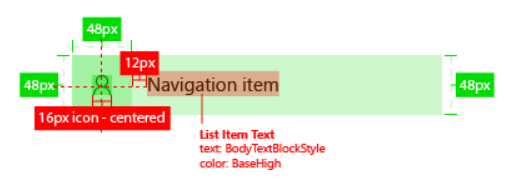 48px
12px
48px
Navigation item
48px
16px icon - centered
List Item Text
text: BodyTextBlockStyle
color: BaseHigh